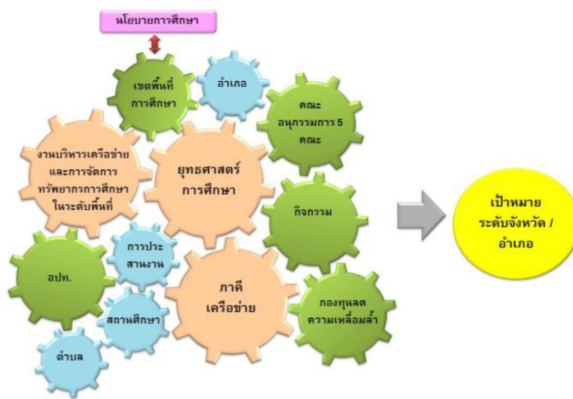 นโยบายการศึกษา
เขตพื้นที่
การศึกษา
อำเภอ
คณะ
อนุกรรมการ 5
คณะ
งานบริหารเครือข่าย
และการจัดการ
ทรัพยากรการศึกษา
ในระดับพื้นที่
ยุทธศาสตร์
การศึกษา
กิจกรรม
เป้าหมาย
ระดับจังหวัด /
อำเภอ
การประ
สานงาน
อปท.
ภาคี
เครือข่าย
กองทุนลด
ความเหลื่อมล้ำ
สถานศึกษา
ตำบล